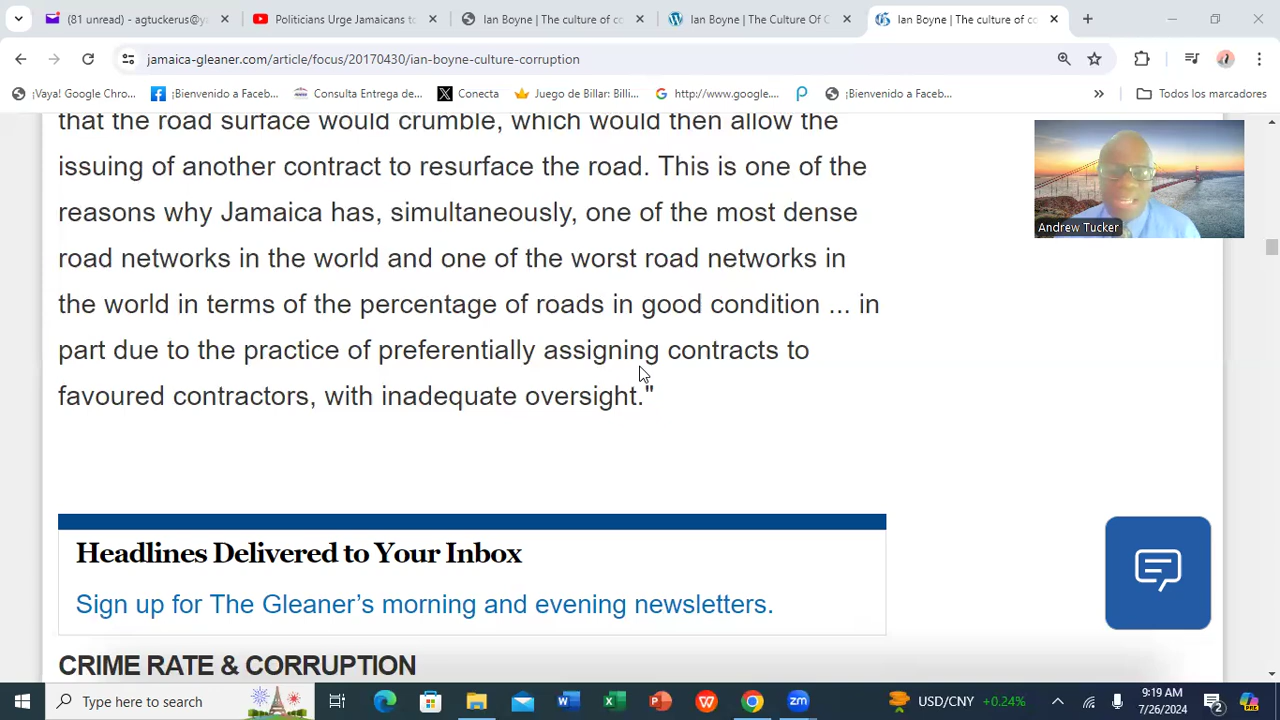 (81 unread) - agtuckerus@y
Politicians Urge Jamaicans to
Ian Boyne | The culture of co
Ian Boyne | The Culture Of C
Ian Boyne | The culture of co
jamaica-gleaner.com/article/focus/20170430/ian-boyne-culture-corruption
¡Vaya! Google Chro...
¡Bienvenido a Faceb...
Consulta Entrega de...
Conecta
Juego de Billar: Billi...
http://www.google....
¡Bienvenido a Faceb...
Todos los marcadores
that the road surface would crumble, which would then allow the
issuing of another contract to resurface the road. This is one of the
reasons why Jamaica has, simultaneously, one of the most dense
road networks in the world and one of the worst road networks in
the world in terms of the percentage of roads in good condition ... in
part due to the practice of preferentially assigning contracts to
favoured contractors, with inadequate oversight."
Andrew Tucker
Headlines Delivered to Your Inbox
Sign up for The Gleaner’s morning and evening newsletters.
CRIME RATE & CORRUPTION
Type here to search
USD/CNY +0.24%
9:19 AM
7/26/2024
2
zm